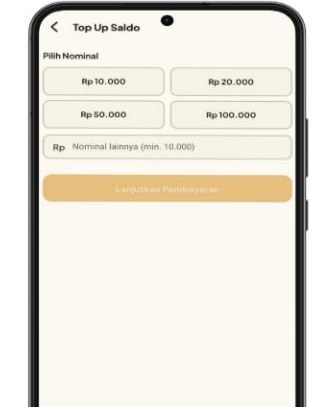 Top Up Saldo
Pilih Nominal
Rp 10.000
Rp 20.000
Rp 50.000
Rp 100.000
Rp Nominal lainnya (min. 10.000)
Lanjutkan Pembayaran